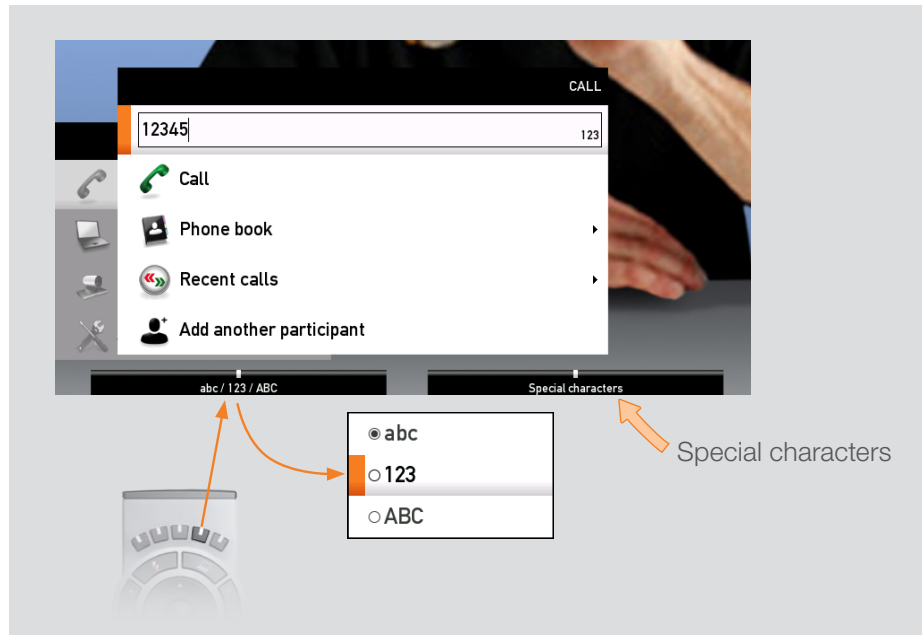 CALL
12345
123
Call
Phone book
Recent calls
Add another participant
abc / 123 / ABC
Special characters
abc
123
ABC
Special characters